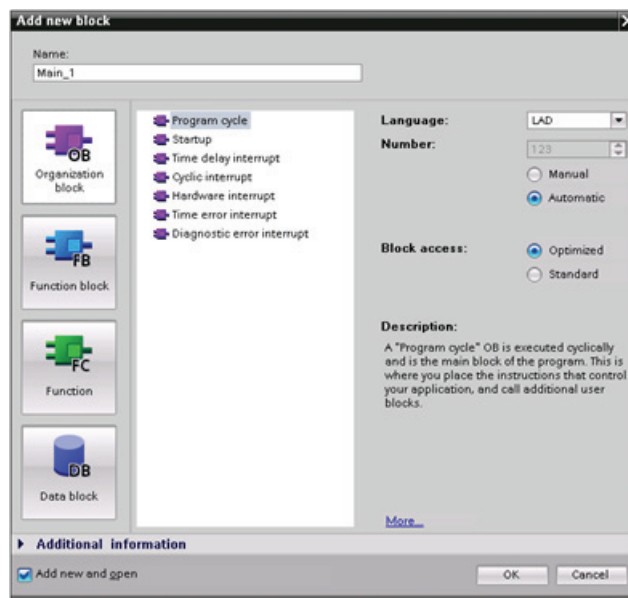 Add new block
Name:
Main_1
OB
Organization
block
FB
Function block
FC
Function
DB
Data block
Program cycle
Startup
Time delay interrupt
Cyclic interrupt
Hardware interrupt
Time error interrupt
Diagnostic error interrupt
Language: LAD
Number: 123
Manual
Automatic
Block access: Optimized
Standard
Description:
A "Program cycle" OB is executed cyclically
and is the main block of the program. This is
where you place the instructions that control
your application, and call additional user
blocks.
More...
Additional information
Add new and open
OK Cancel